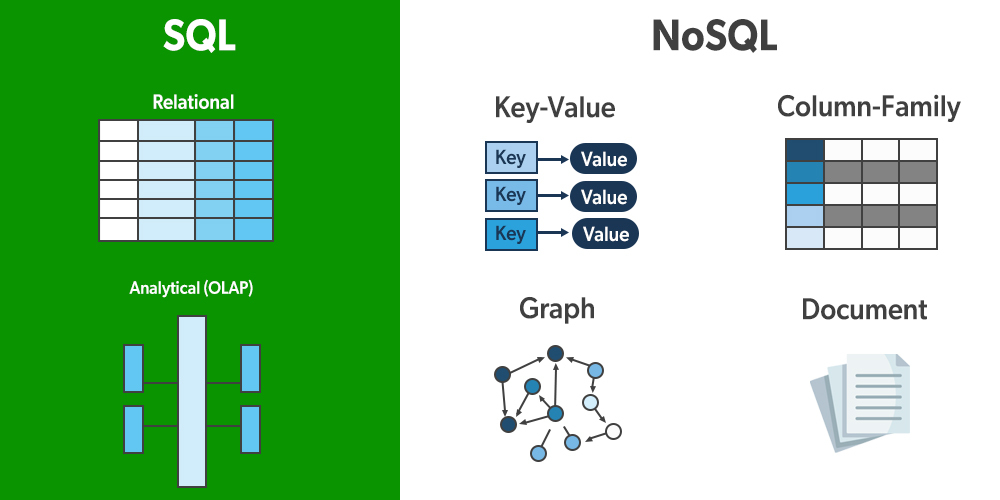 SQL
Relational
Analytical (OLAP)
NoSQL
Key-Value
Key
Value
Key
Value
Key
Value
Column-Family
Graph
Document